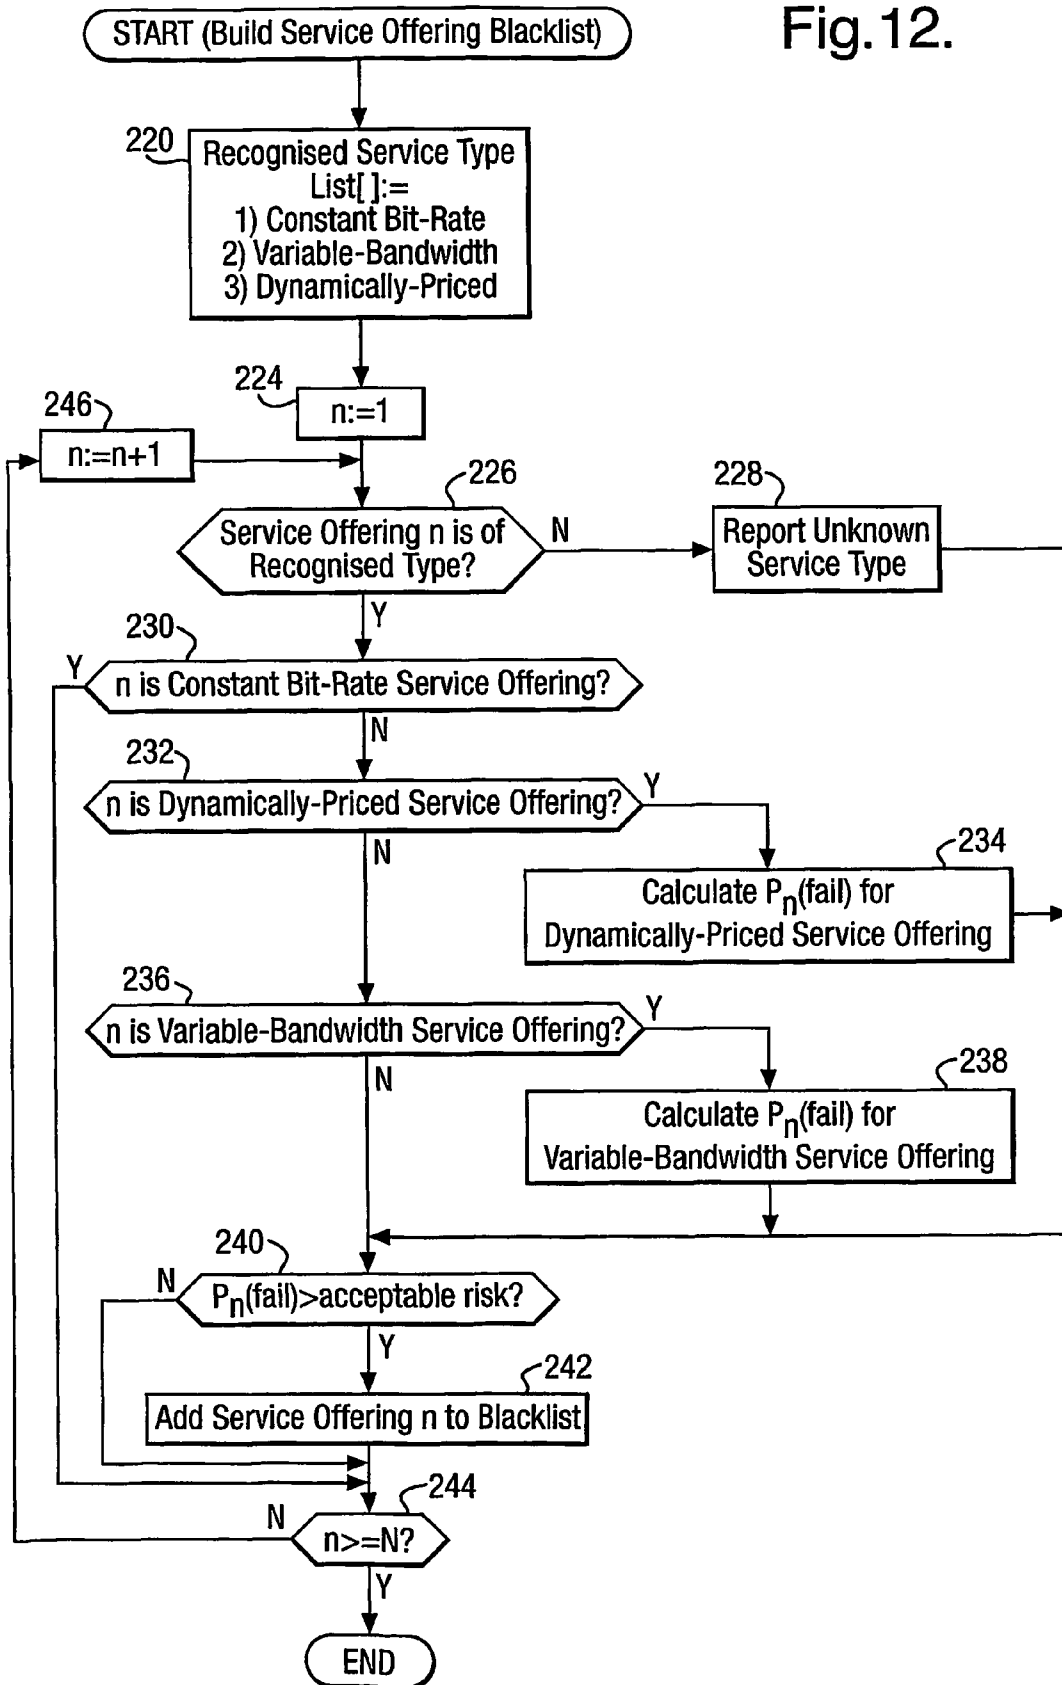 START (Build Service Offering Blacklist)
Fig.12.
220
Recognised Service Type
List[ ]:=
1) Constant Bit-Rate
2) Variable-Bandwidth
3) Dynamically-Priced
224
n:=1
246
n:=n+1
226
Service Offering n is of
Recognised Type?
N
228
Report Unknown
Service Type
Y
230
Y
n is Constant Bit-Rate Service Offering?
N
232
n is Dynamically-Priced Service Offering?
Y
N
234
Calculate Pn(fail) for
Dynamically-Priced Service Offering
236
n is Variable-Bandwidth Service Offering?
Y
N
238
Calculate Pn(fail) for
Variable-Bandwidth Service Offering
240
N
Pn(fail)>acceptable risk?
Y
242
Add Service Offering n to Blacklist
244
N
n>=N?
Y
END